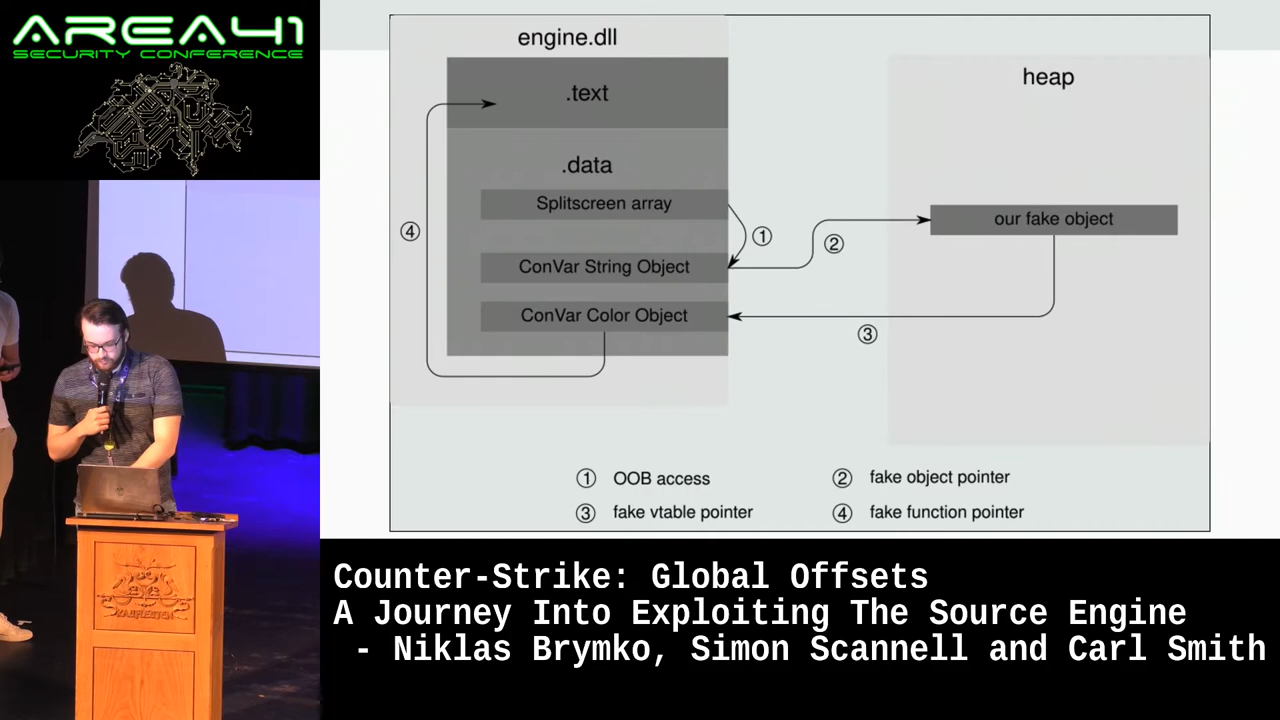 AREA41
SECURITY CONFERENCE
engine.dll
.text
.data
Splitscreen array
ConVar String Object
ConVar Color Object
heap
our fake object
①
②
③
④
① OOB access
② fake object pointer
③ fake vtable pointer
④ fake function pointer
Counter-Strike: Global Offsets
A Journey Into Exploiting The Source Engine
- Niklas Brymko, Simon Scannell and Carl Smith